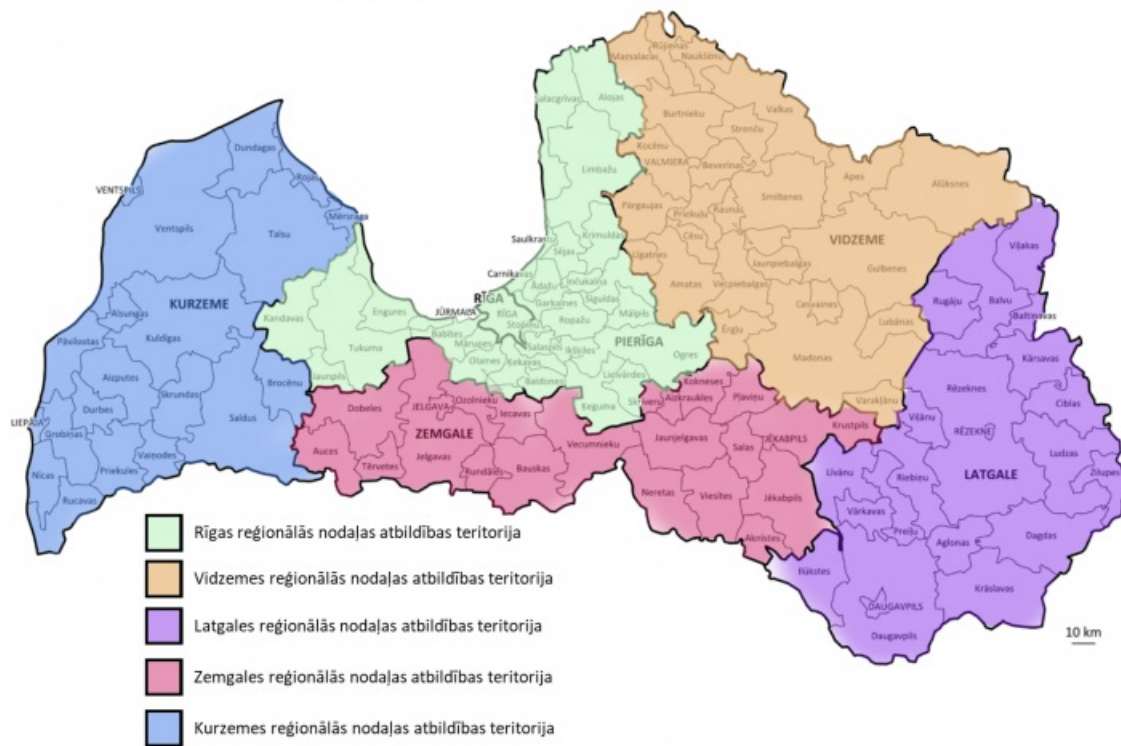 Rūjienas
Mazsalacas
Naukšēnu
Salacgrīvas
Alojas
Burtnieku
Valkas
Strenču
Dundagas
Kocēnu
VALMIERA
Beverīnas
Apes
Rojas
Limbažu
Alūksnes
VENTSPILS
Smiltenes
Mērsraga
Pārgaujas
Priekuļu
Raunas
Ventspils
Talsu
Saulkrastu
Krimuldas
Cēsu
VIDZEME
Viļakas
Sējas
Līgatnes
Jaunpiebalgas
Gulbenes
Carnikavas
Inčukalna
Amatas
Vecpiebalgas
KURZEME
RĪGA
Ādažu
Siguldas
Rugāju
Balvu
Alsungas
Kandavas
Engures
JŪRMALA
RĪGA
Garkalnes
Mālpils
Cesvaines
Baltinavas
Pāvilostas
Kuldīgas
Stopiņu
Ropažu
Ērgļu
Lubānas
Tukuma
Babītes
Mārupes
Salaspils
Ikšķiles
PIERĪGA
Ogres
Madonas
Kārsavas
Aizputes
Brocēnu
Jaunpils
Olaines
Ķekavas
Lielvārdes
Kokneses
Rēzeknes
Skrundas
Baldones
Aizkraukles
Pļaviņu
Varakļānu
Ciblas
Durbes
Saldus
Dobeles
JELGAVA
Ozolnieku
Iecavas
Ķeguma
Skrīveru
Viļānu
LIEPĀJA
Grobiņas
ZEMGALE
Krustpils
RĒZEKNE
Vaiņodes
Auces
Jelgavas
Vecumnieku
Jaunjelgavas
Salas
JĒKABPILS
Ludzas
Nīcas
Priekules
Tērvetes
Rundāles
Bauskas
Līvānu
Riebiņu
LATGALE
Zilupes
Rucavas
Neretas
Viesītes
Jēkabpils
Vārkavas
Preiļu
Dagdas
Aknīstes
Aglonas
Ilūkstes
Krāslavas
DAUGAVPILS
Daugavpils
10 km
Rīgas reģionālās nodaļas atbildības teritorija
Vidzemes reģionālās nodaļas atbildības teritorija
Latgales reģionālās nodaļas atbildības teritorija
Zemgales reģionālās nodaļas atbildības teritorija
Kurzemes reģionālās nodaļas atbildības teritorija